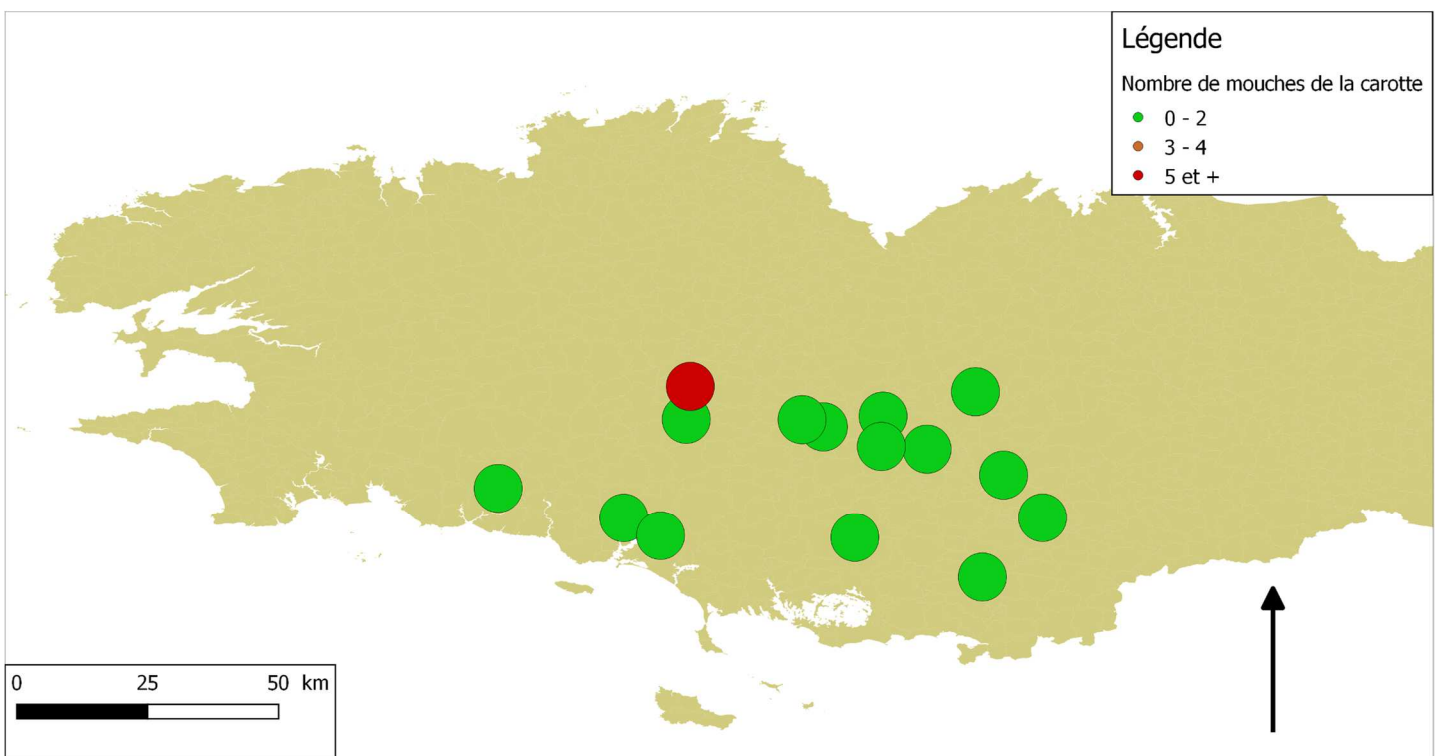 Légende
Nombre de mouches de la carotte
0 - 2
3 - 4
5 et +
0 25 50 km